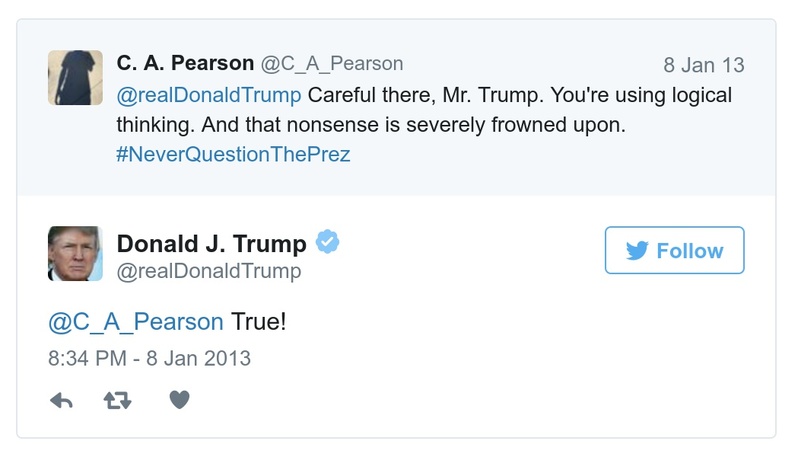 C. A. Pearson @C_A_Pearson 8 Jan 13
@realDonaldTrump Careful there, Mr. Trump. You're using logical
thinking. And that nonsense is severely frowned upon.
#NeverQuestionThePrez
Donald J. Trump
@realDonaldTrump
Follow
@C_A_Pearson True!
8:34 PM - 8 Jan 2013